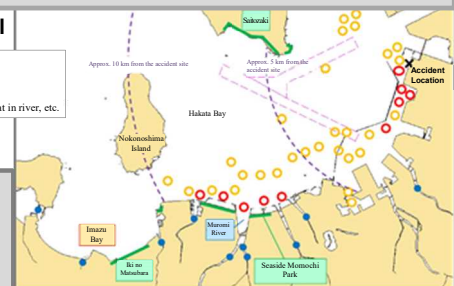 l
t in river, etc.
Saitozaki
Approx. 10 km from the accident site
Approx. 5 km from the
accident site
Accident
Location
Hakata Bay
Nokonoshima
Island
Imazu
Bay
Muromi
River
Iki no
Matsubara
Seaside Momochi
Park